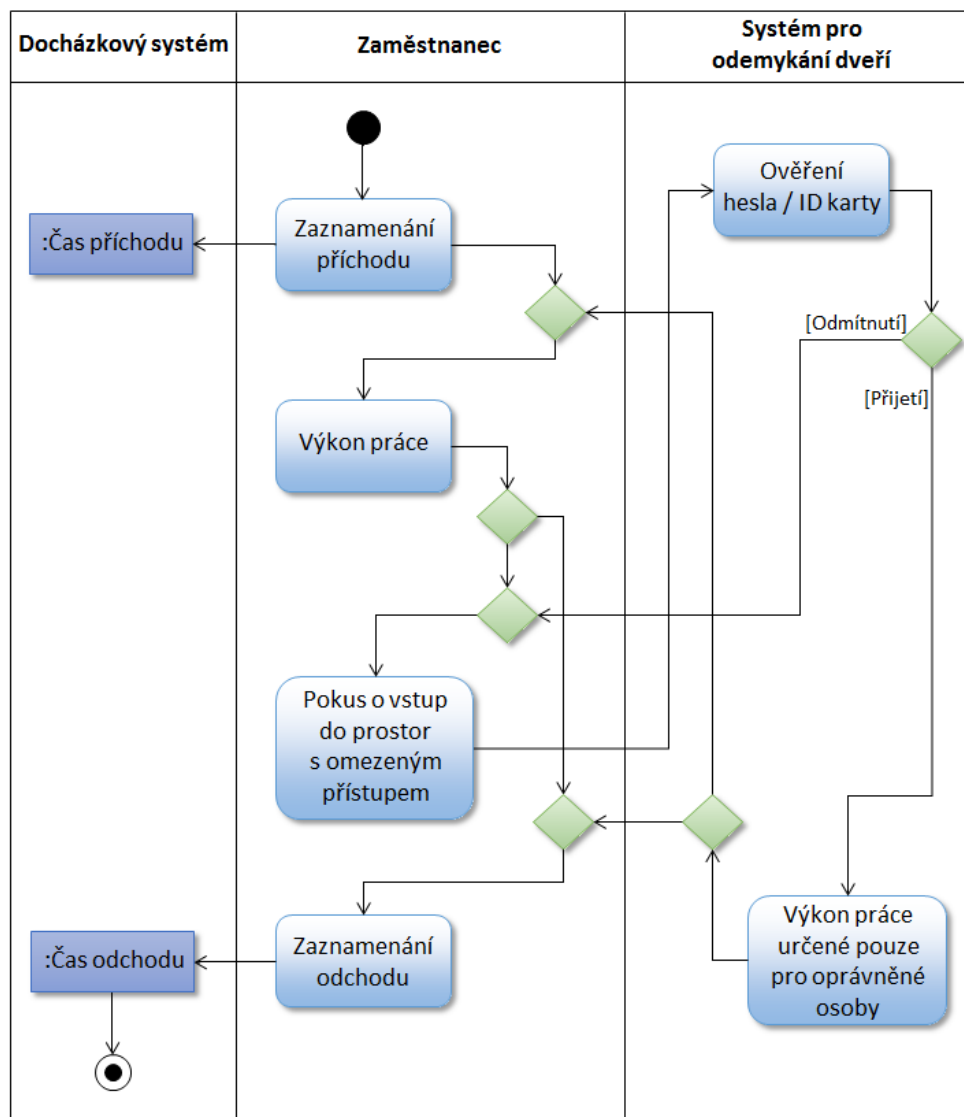 Docházkový systém
Zaměstnanec
Systém pro
odemykání dveří
Ověření
hesla / ID karty
:Čas příchodu
Zaznamenání
příchodu
[Odmítnutí]
[Přijetí]
Výkon práce
Pokus o vstup
do prostor
s omezeným
přístupem
Výkon práce
určené pouze
pro oprávněné
osoby
:Čas odchodu
Zaznamenání
odchodu